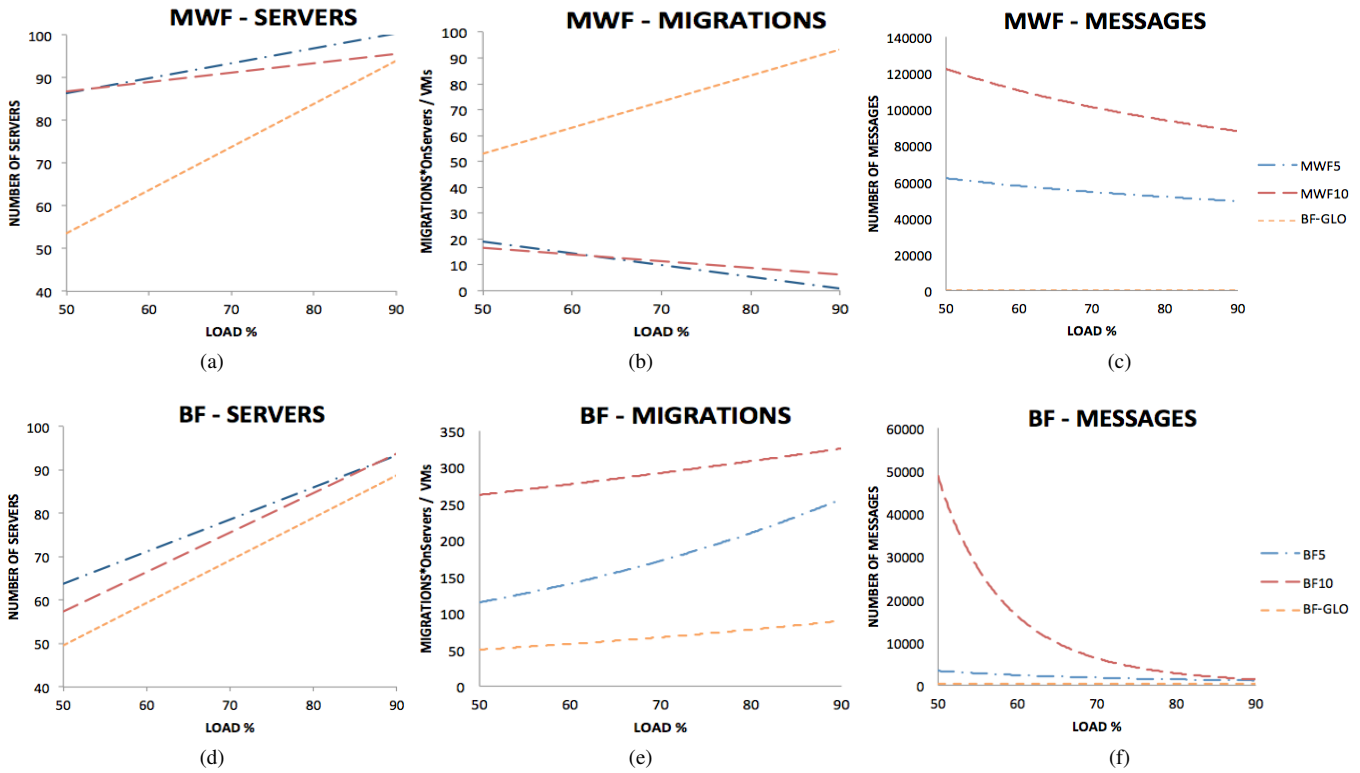 MWF - SERVERS
NUMBER OF SERVERS
100
90
80
70
60
50
40
50 60 70 80 90
LOAD %
(a)
MWF - MIGRATIONS
MIGRATIONS*OnServers / VMs
100
90
80
70
60
50
40
30
20
10
0
50 60 70 80 90
LOAD %
(b)
MWF - MESSAGES
NUMBER OF MESSAGES
140000
120000
100000
80000
60000
40000
20000
0
50 60 70 80 90
LOAD %
MWF5
MWF10
BF-GLO
(c)
BF - SERVERS
NUMBER OF SERVERS
100
90
80
70
60
50
40
50 60 70 80 90
LOAD %
(d)
BF - MIGRATIONS
MIGRATIONS*OnServers / VMs
350
300
250
200
150
100
50
0
50 60 70 80 90
LOAD %
(e)
BF - MESSAGES
NUMBER OF MESSAGES
60000
50000
40000
30000
20000
10000
0
50 60 70 80 90
LOAD %
BF5
BF10
BF-GLO
(f)